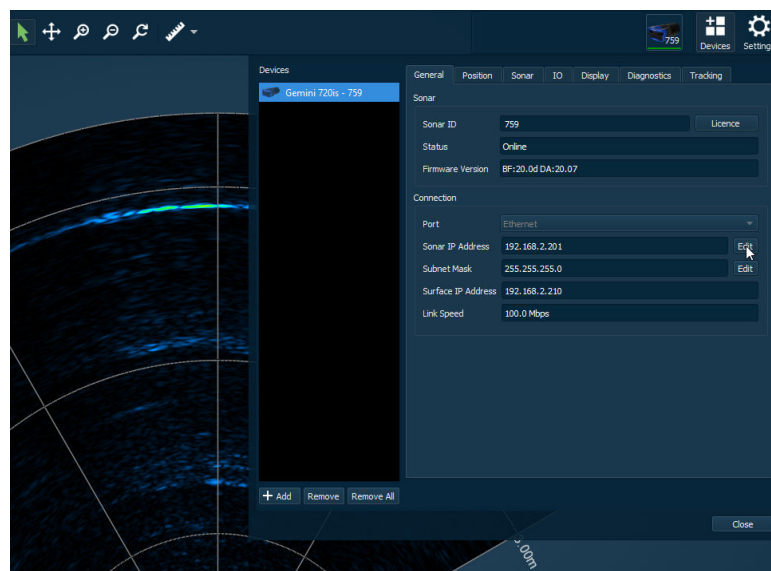 759
Devices
Setting
Devices
Gemini 720is - 759
General Position Sonar IO Display Diagnostics Tracking
Sonar
Sonar ID 759 Licence
Status Online
Firmware Version BF:20.0d DA:20.07
Connection
Port Ethernet
Sonar IP Address 192.168.2.201 Edit
Subnet Mask 255.255.255.0 Edit
Surface IP Address 192.168.2.210
Link Speed 100.0 Mbps
+ Add Remove Remove All
Close